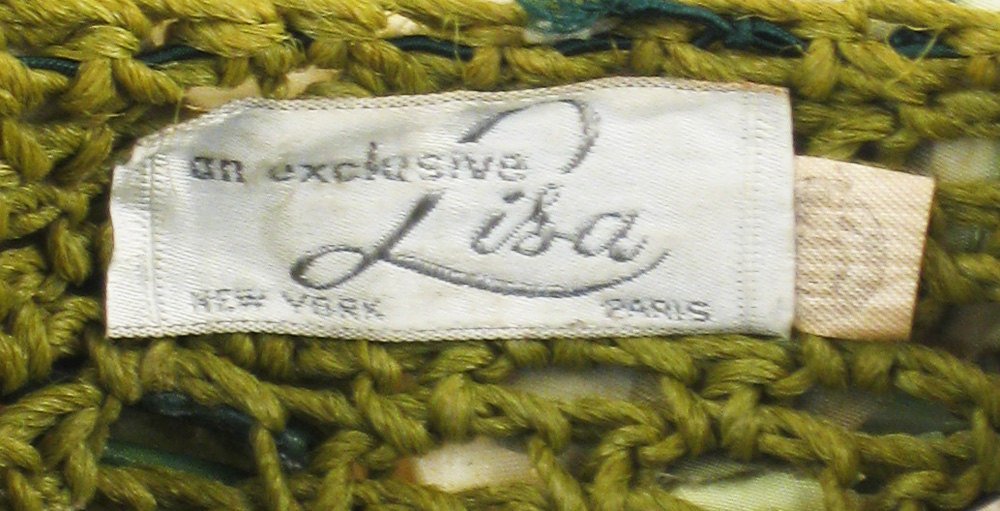 an exclusive
Lisa
NEW YORK PARIS